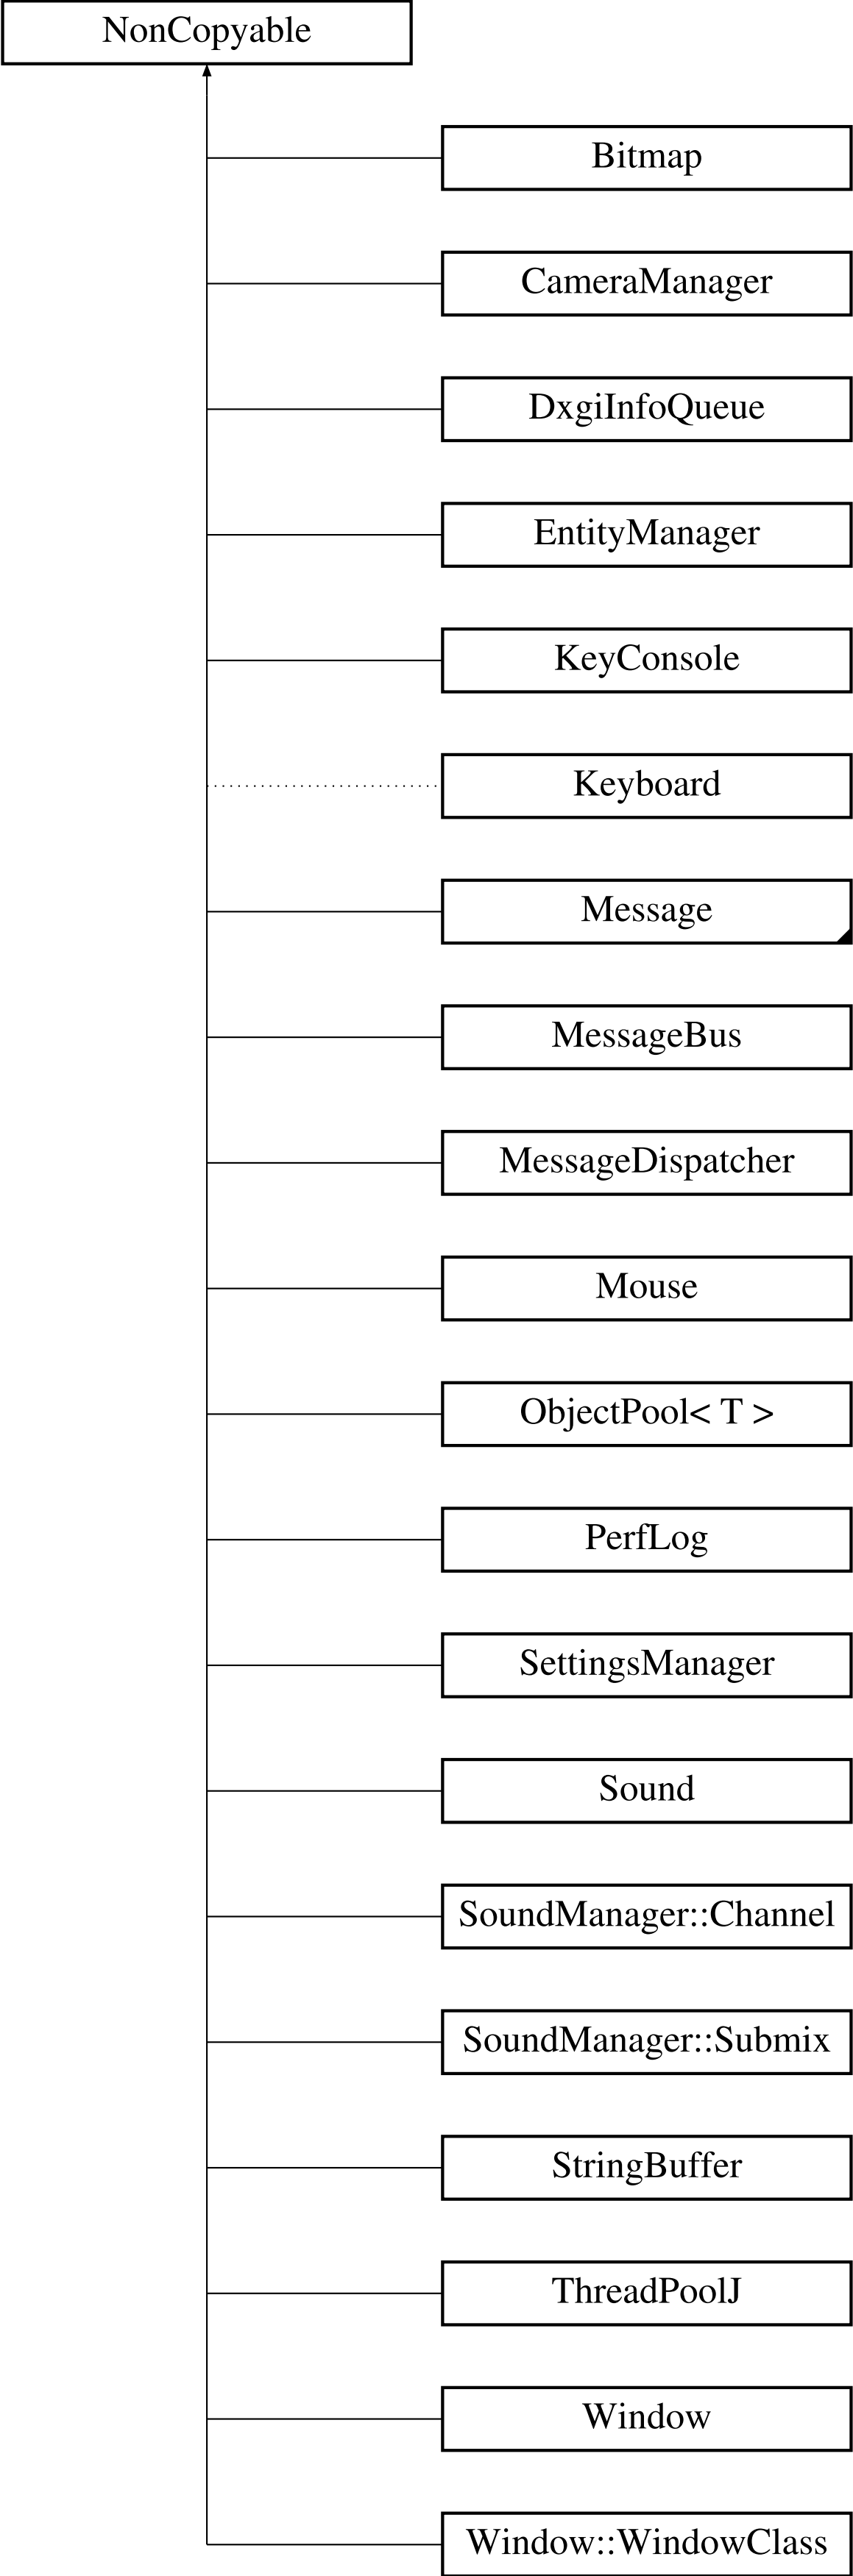 NonCopyable
Bitmap
CameraManager
DxgiInfoQueue
EntityManager
KeyConsole
Keyboard
Message
MessageBus
MessageDispatcher
Mouse
ObjectPool< T >
PerfLog
SettingsManager
Sound
SoundManager::Channel
SoundManager::Submix
StringBuffer
ThreadPoolJ
Window
Window::WindowClass